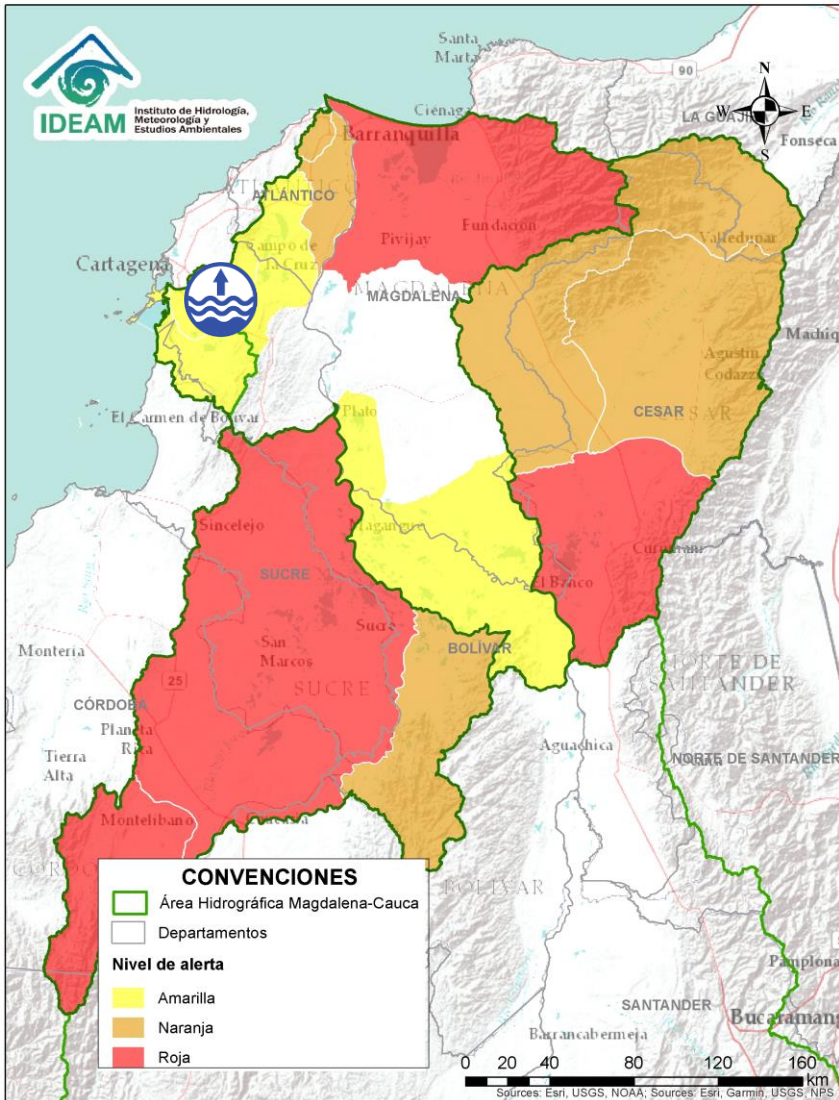 IDEAM
Instituto de Hidrología,
Meteorología y
Estudios Ambientales
Santa
Marta
90
N
E
S
LA GUAJIR
Fonseca
Ciénaga
Barranquilla
ATLÁNTICO
Fundación
Pivijay
Valledupar
Campo de
la Cruz
Cartagena
MAGDALENA
Machiq
Agustín
Codazzi
El Carmen de Bolívar
Plato
CESAR
Sincelejo
Magangué
SUCRE
El Banco
Sucre
San
Marcos
BOLÍVAR
SUCRE
Montería
25
NORTE DE
SANTANDER
CÓRDOBA
Planeta
Rica
Tierra
Alta
Aguachica
NORTE DE SANTANDER
Montelíbano
BOLÍVAR
CONVENCIONES
Área Hidrográfica Magdalena-Cauca
Departamentos
Nivel de alerta
Amarilla
Naranja
Roja
Pamplona
SANTANDER
Bucaramang
Barrancabermeja
0 20 40 80 120 160
km
Sources: Esri, USGS, NOAA; Sources: Esri, Garmin, USGS, NPS